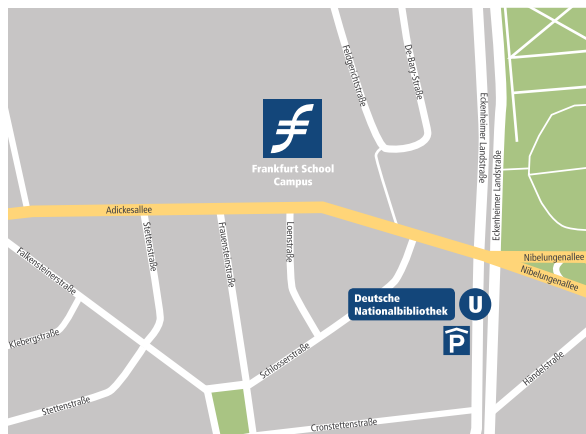 Feldgerichtstraße
De-Bary-Straße
Eckenheimer Landstraße
Eckenheimer Landstraße
Frankfurt School
Campus
Adickesallee
Stettenstraße
Frauensteinstraße
Loenstraße
Falkensteinerstraße
Nibelungenallee
Nibelungenallee
Deutsche
Nationalbibliothek
U
P
Klebergstraße
Schlosserstraße
Händelstraße
Stettenstraße
Cronstettenstraße